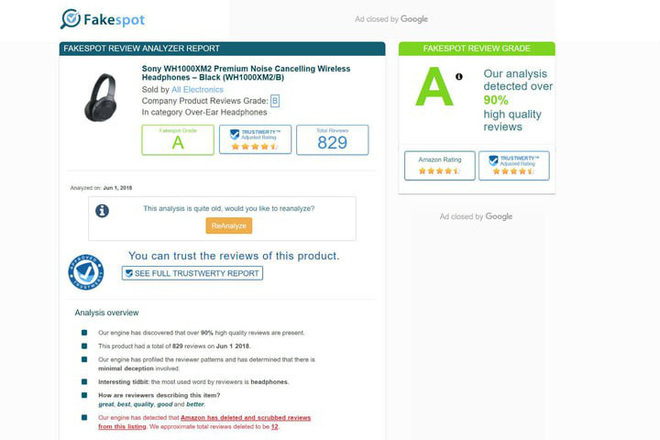 Fakespot
Ad closed by Google
FAKESPOT REVIEW ANALYZER REPORT
Sony WH1000XM2 Premium Noise Cancelling Wireless
Headphones – Black (WH1000XM2/B)
Sold by All Electronics
Company Product Reviews Grade: B
In category Over-Ear Headphones
Fakespot Grade
A
TRUSTWERTY™
Adjusted Rating
Total Reviews
829
Analyzed on: Jun 1, 2018
This analysis is quite old, would you like to reanalyze?
ReAnalyze
APPROVED
TRUSTWERTY
You can trust the reviews of this product.
SEE FULL TRUSTWERTY REPORT
Analysis overview
Our engine has discovered that over 90% high quality reviews are present.
This product had a total of 829 reviews on Jun 1 2018.
Our engine has profiled the reviewer patterns and has determined that there is
minimal deception involved.
Interesting tidbit: the most used word by reviewers is headphones.
How are reviewers describing this item?
great, best, quality, good and better.
Our engine has detected that Amazon has deleted and scrubbed reviews
from this listing. We approximate total reviews deleted to be 12.
FAKESPOT REVIEW GRADE
A
Our analysis
detected over
90%
high quality
reviews
Amazon Rating
TRUSTWERTY™
Adjusted Rating
Ad closed by Google